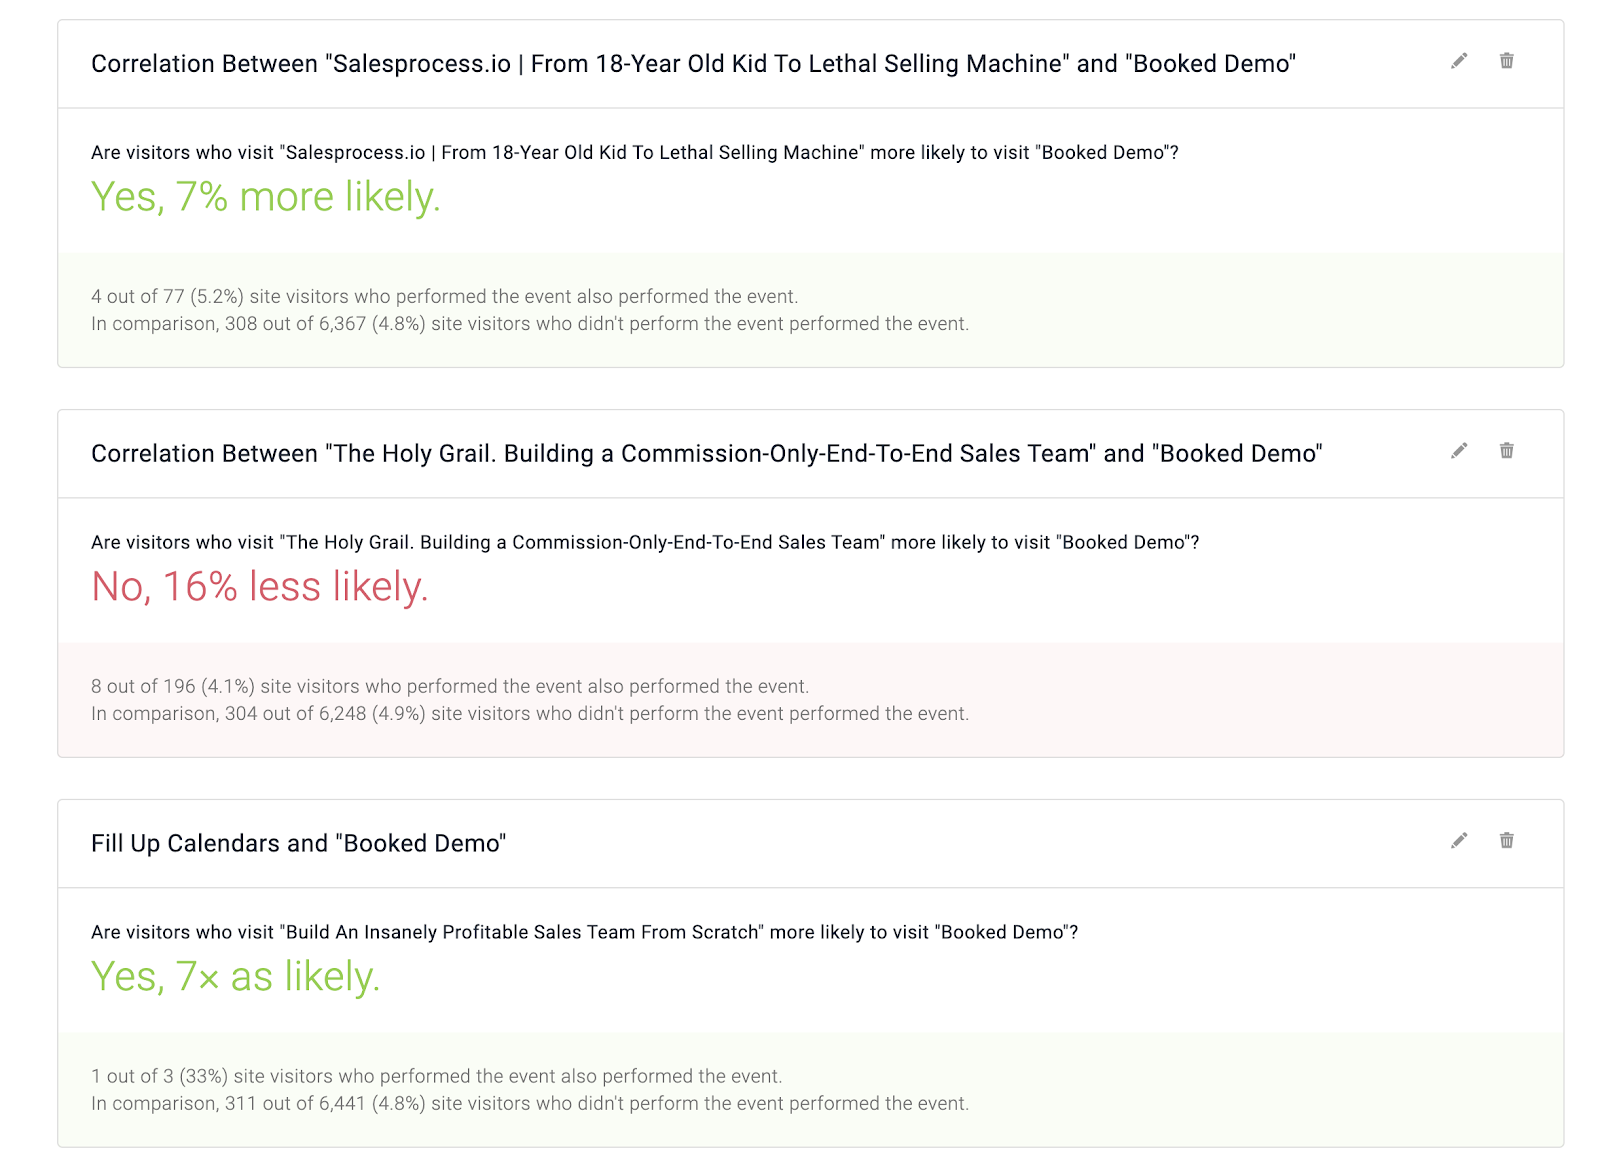 Correlation Between "Salesprocess.io | From 18-Year Old Kid To Lethal Selling Machine" and "Booked Demo"
Are visitors who visit "Salesprocess.io | From 18-Year Old Kid To Lethal Selling Machine" more likely to visit "Booked Demo"?
Yes, 7% more likely.
4 out of 77 (5.2%) site visitors who performed the event also performed the event.
In comparison, 308 out of 6,367 (4.8%) site visitors who didn't perform the event performed the event.
Correlation Between "The Holy Grail. Building a Commission-Only-End-To-End Sales Team" and "Booked Demo"
Are visitors who visit "The Holy Grail. Building a Commission-Only-End-To-End Sales Team" more likely to visit "Booked Demo"?
No, 16% less likely.
8 out of 196 (4.1%) site visitors who performed the event also performed the event.
In comparison, 304 out of 6,248 (4.9%) site visitors who didn't perform the event performed the event.
Fill Up Calendars and "Booked Demo"
Are visitors who visit "Build An Insanely Profitable Sales Team From Scratch" more likely to visit "Booked Demo"?
Yes, 7× as likely.
1 out of 3 (33%) site visitors who performed the event also performed the event.
In comparison, 311 out of 6,441 (4.8%) site visitors who didn't perform the event performed the event.